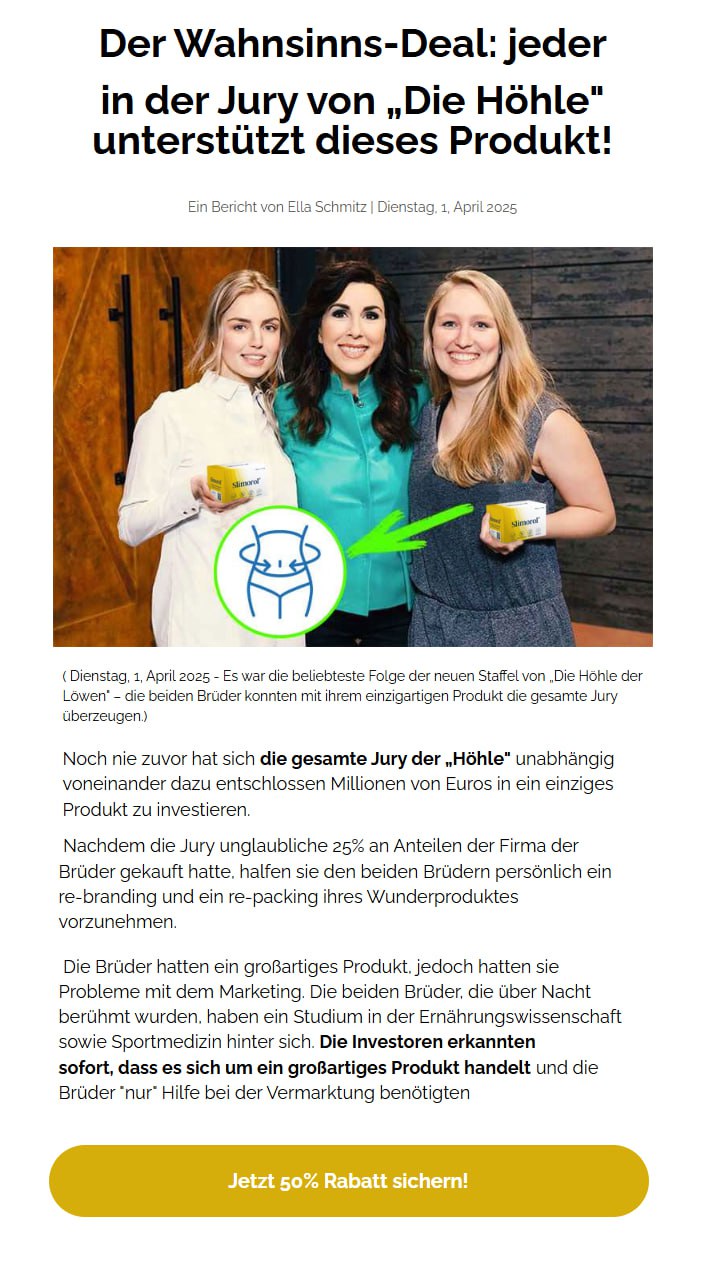 Der Wahnsinns-Deal: jeder
in der Jury von „Die Höhle"
unterstützt dieses Produkt!
Ein Bericht von Ella Schmitz | Dienstag, 1, April 2025
Slimorol
Slimorol
( Dienstag, 1, April 2025 - Es war die beliebteste Folge der neuen Staffel von „Die Höhle der
Löwen" – die beiden Brüder konnten mit ihrem einzigartigen Produkt die gesamte Jury
überzeugen.)
Noch nie zuvor hat sich die gesamte Jury der „Höhle" unabhängig
voneinander dazu entschlossen Millionen von Euros in ein einziges
Produkt zu investieren.
Nachdem die Jury unglaubliche 25% an Anteilen der Firma der
Brüder gekauft hatte, halfen sie den beiden Brüdern persönlich ein
re-branding und ein re-packing ihres Wunderproduktes
vorzunehmen.
Die Brüder hatten ein großartiges Produkt, jedoch hatten sie
Probleme mit dem Marketing. Die beiden Brüder, die über Nacht
berühmt wurden, haben ein Studium in der Ernährungswissenschaft
sowie Sportmedizin hinter sich. Die Investoren erkannten
sofort, dass es sich um ein großartiges Produkt handelt und die
Brüder "nur" Hilfe bei der Vermarktung benötigten
Jetzt 50% Rabatt sichern!